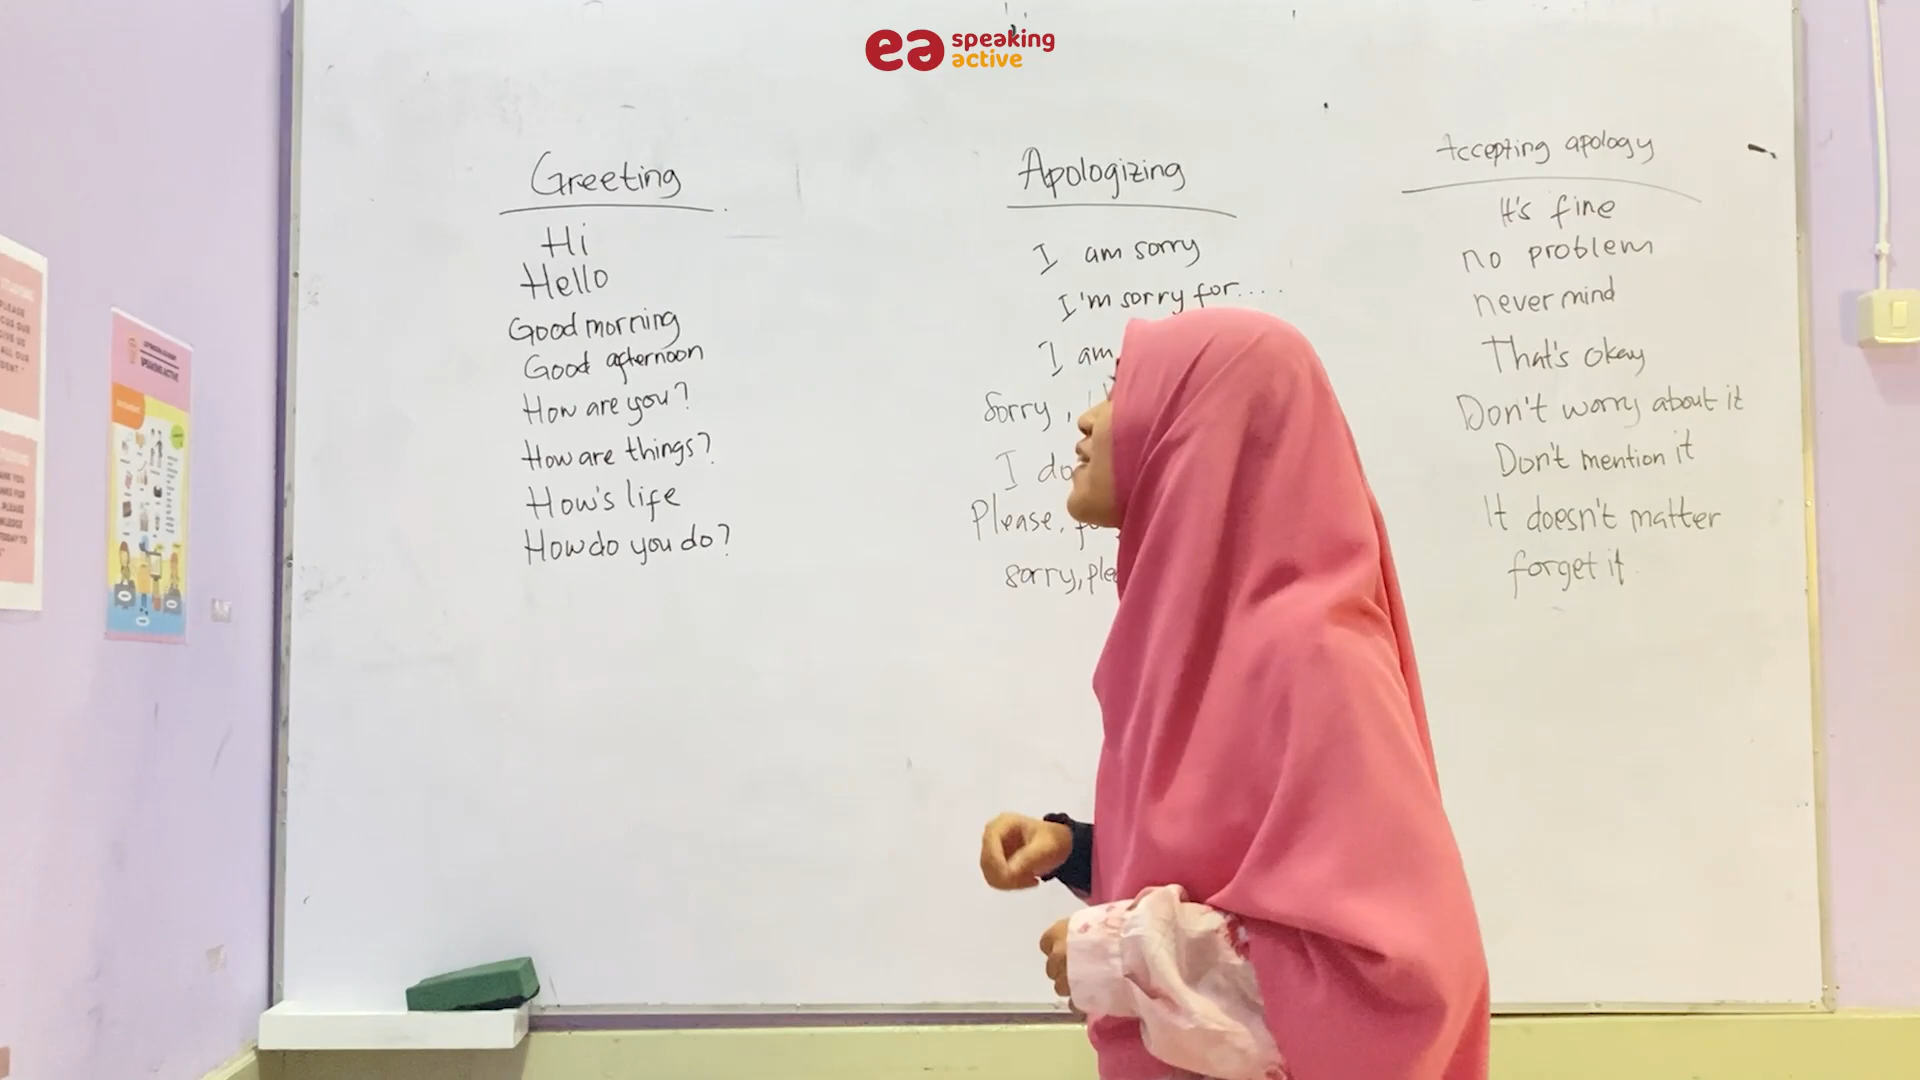 speaking
active
Greeting
Hi
Hello
Good morning
Good afternoon
How are you?
How are things?
How's life
How do you do?
Apologizing
I am sorry
I'm sorry for....
I am
Sorry,
I do
Please,
sorry,
Accepting apology
It's fine
no problem
never mind
That's okay
Don't worry about it
Don't mention it
It doesn't matter
forget it
SPEAKING ACTIVE